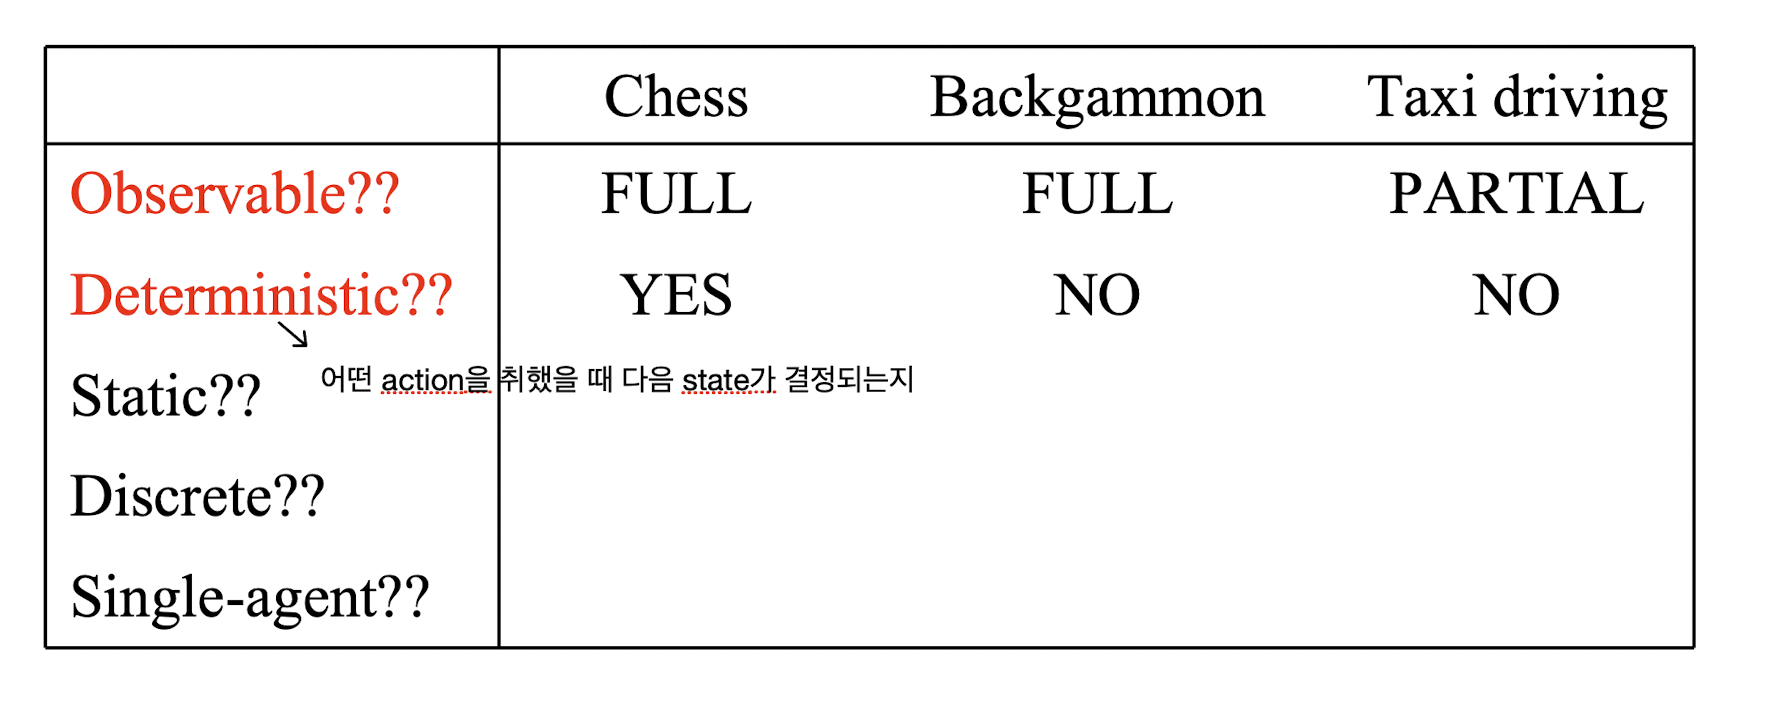 Chess Backgammon Taxi driving
Observable?? FULL FULL PARTIAL
Deterministic?? YES NO NO
어떤 action을 취했을 때 다음 state가 결정되는지
Static??
Discrete??
Single-agent??